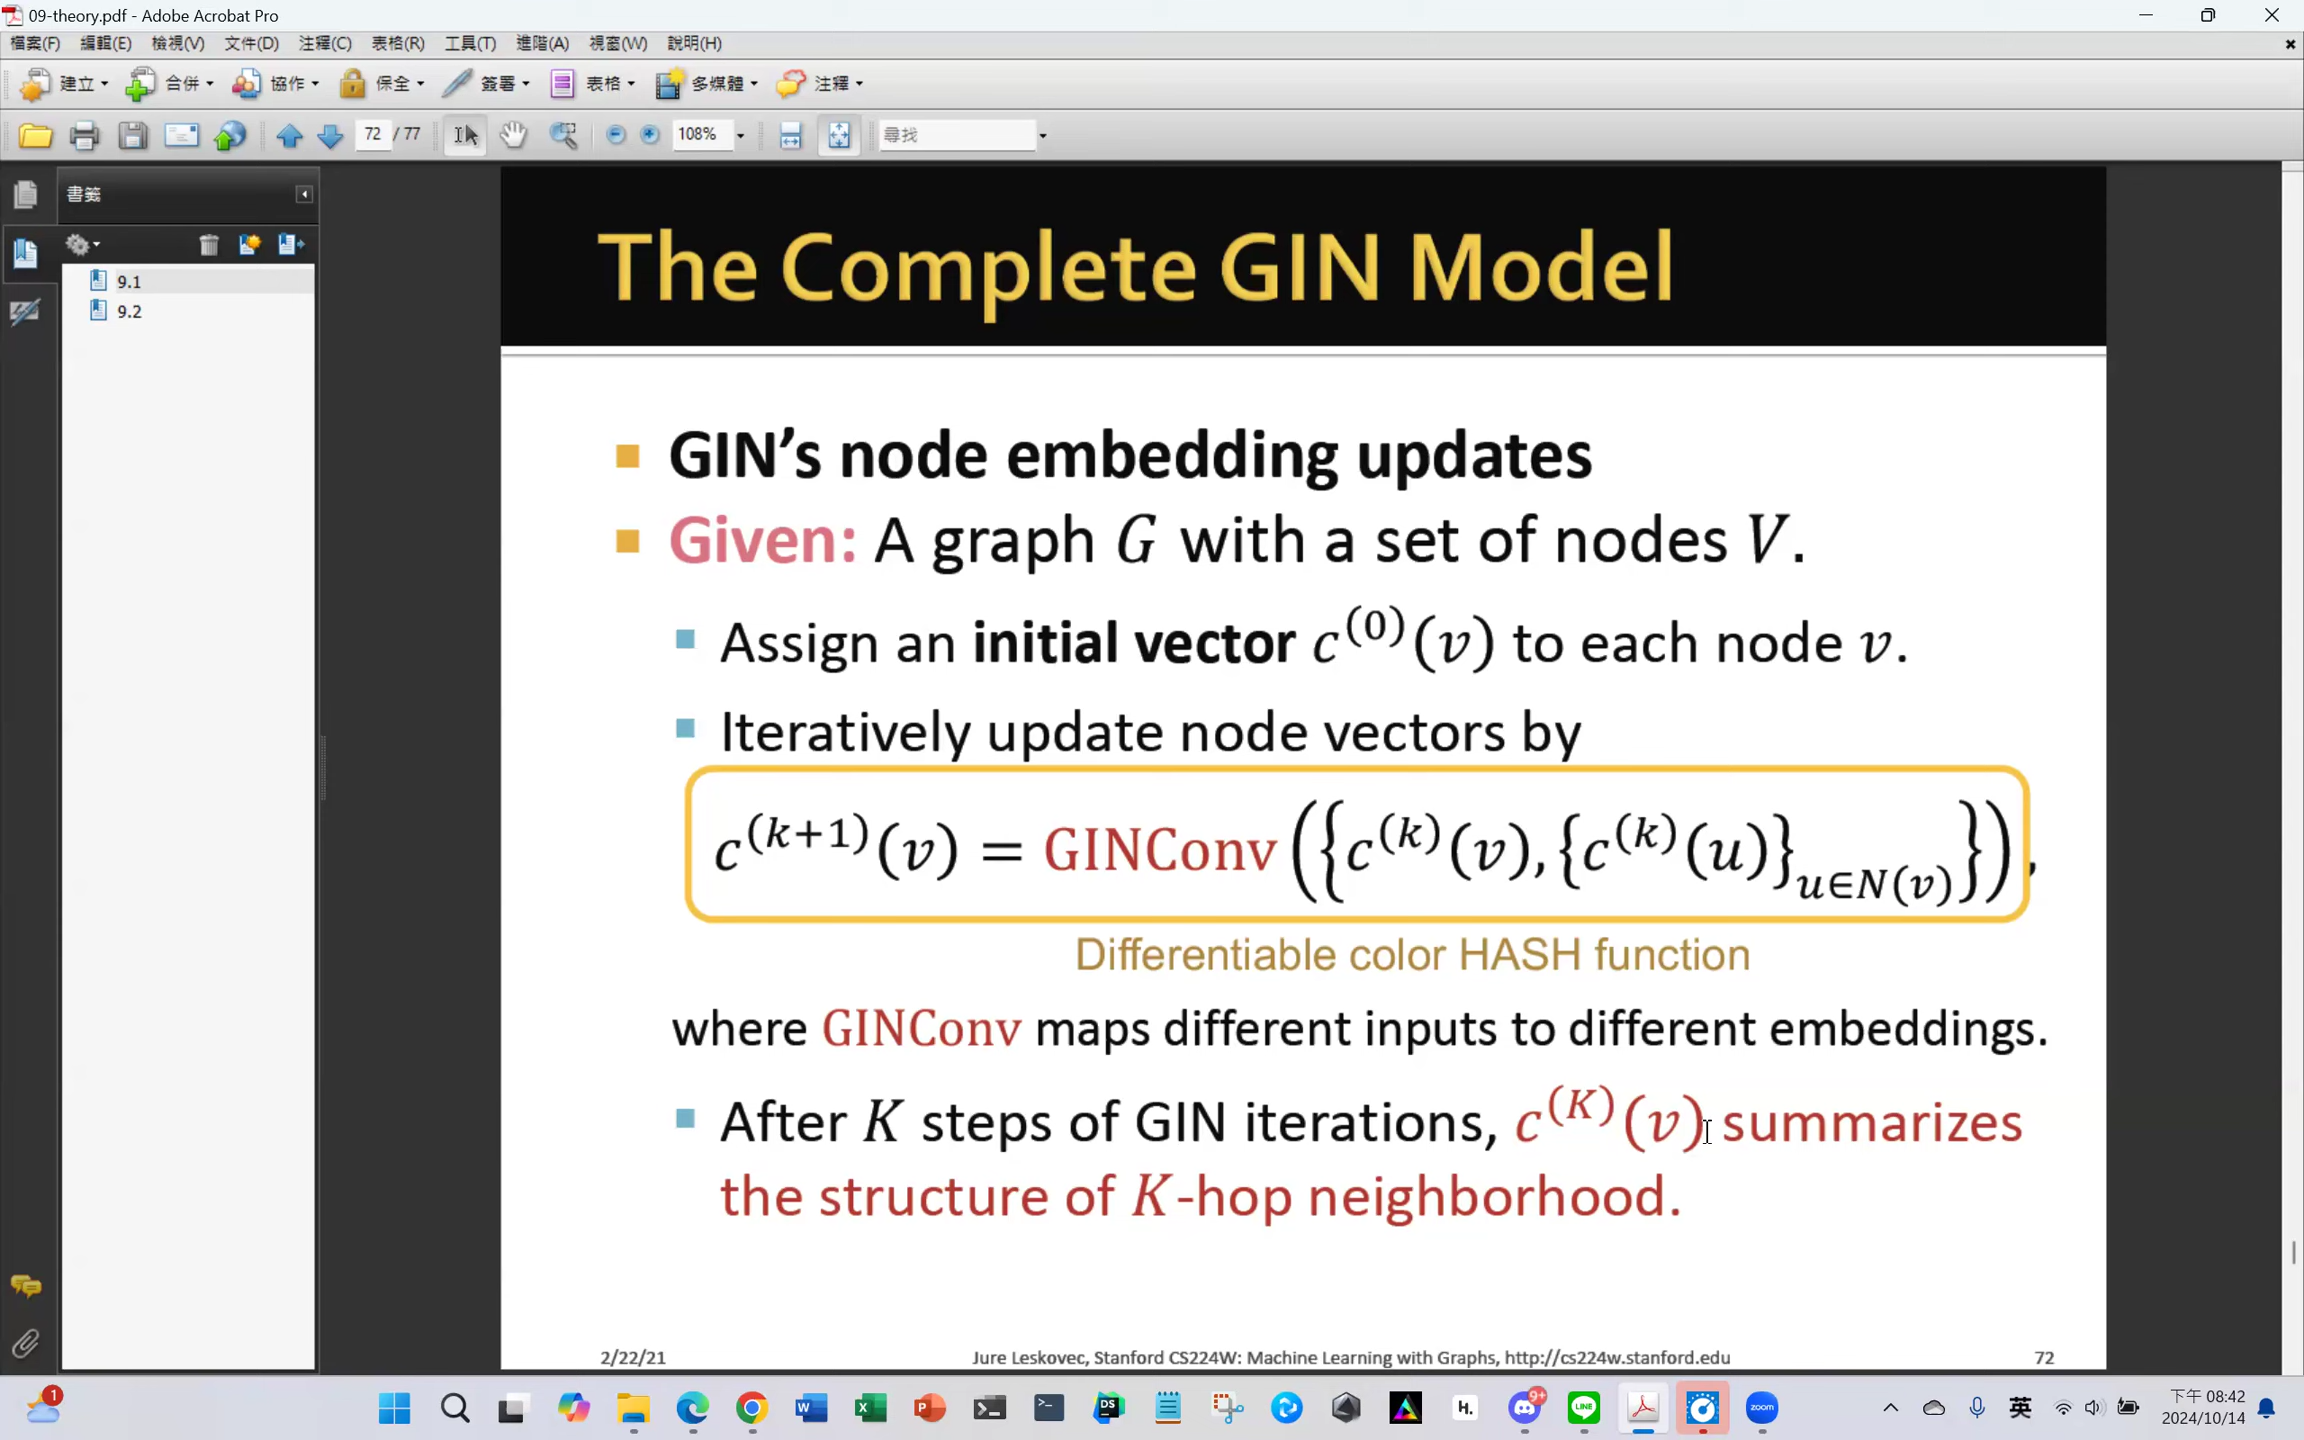 09-theory.pdf - Adobe Acrobat Pro
檔案(F) 編輯(E) 檢視(V) 文件(D) 注釋(C) 表格(R) 工具(T) 進階(A) 視窗(W) 說明(H)
建立 合併 協作 保全 簽署 表格 多媒體 注釋
72 / 77 108% 尋找
書籤
9.1
9.2
The Complete GIN Model
GIN's node embedding updates
Given: A graph G with a set of nodes V.
Assign an initial vector c^(0)(v) to each node v.
Iteratively update node vectors by
c^(k+1)(v) = GINConv({c^(k)(v), {c^(k)(u)}_{u∈N(v)}}),
Differentiable color HASH function
where GINConv maps different inputs to different embeddings.
After K steps of GIN iterations, c^(K)(v) summarizes
the structure of K-hop neighborhood.
2/22/21 Jure Leskovec, Stanford CS224W: Machine Learning with Graphs, http://cs224w.stanford.edu 72
1 DS H. 9+ LINE zoom 英 下午 08:42
2024/10/14